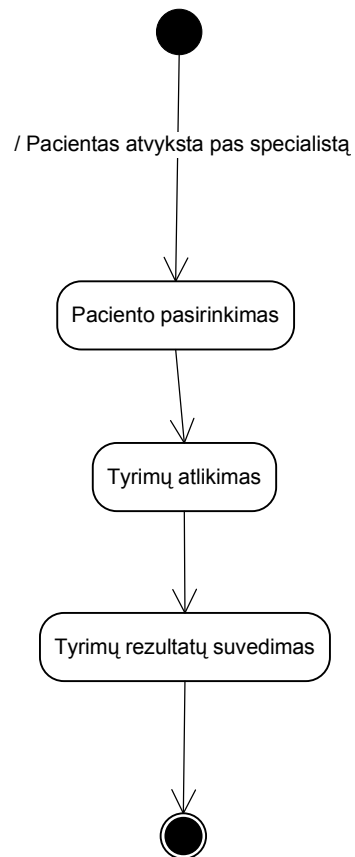 / Pacientas atvyksta pas specialistą
Paciento pasirinkimas
Tyrimų atlikimas
Tyrimų rezultatų suvedimas